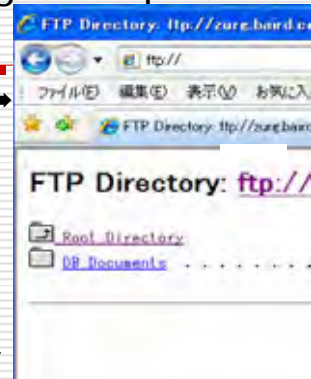 FTP Directory: ftp://zurg.baird.co
ftp://
ファイル(E) 編集(E) 表示(V) お気に入
FTP Directory: ftp://zurg.baird
FTP Directory: ftp://
Root Directory
DB Documents . . . . . . . .